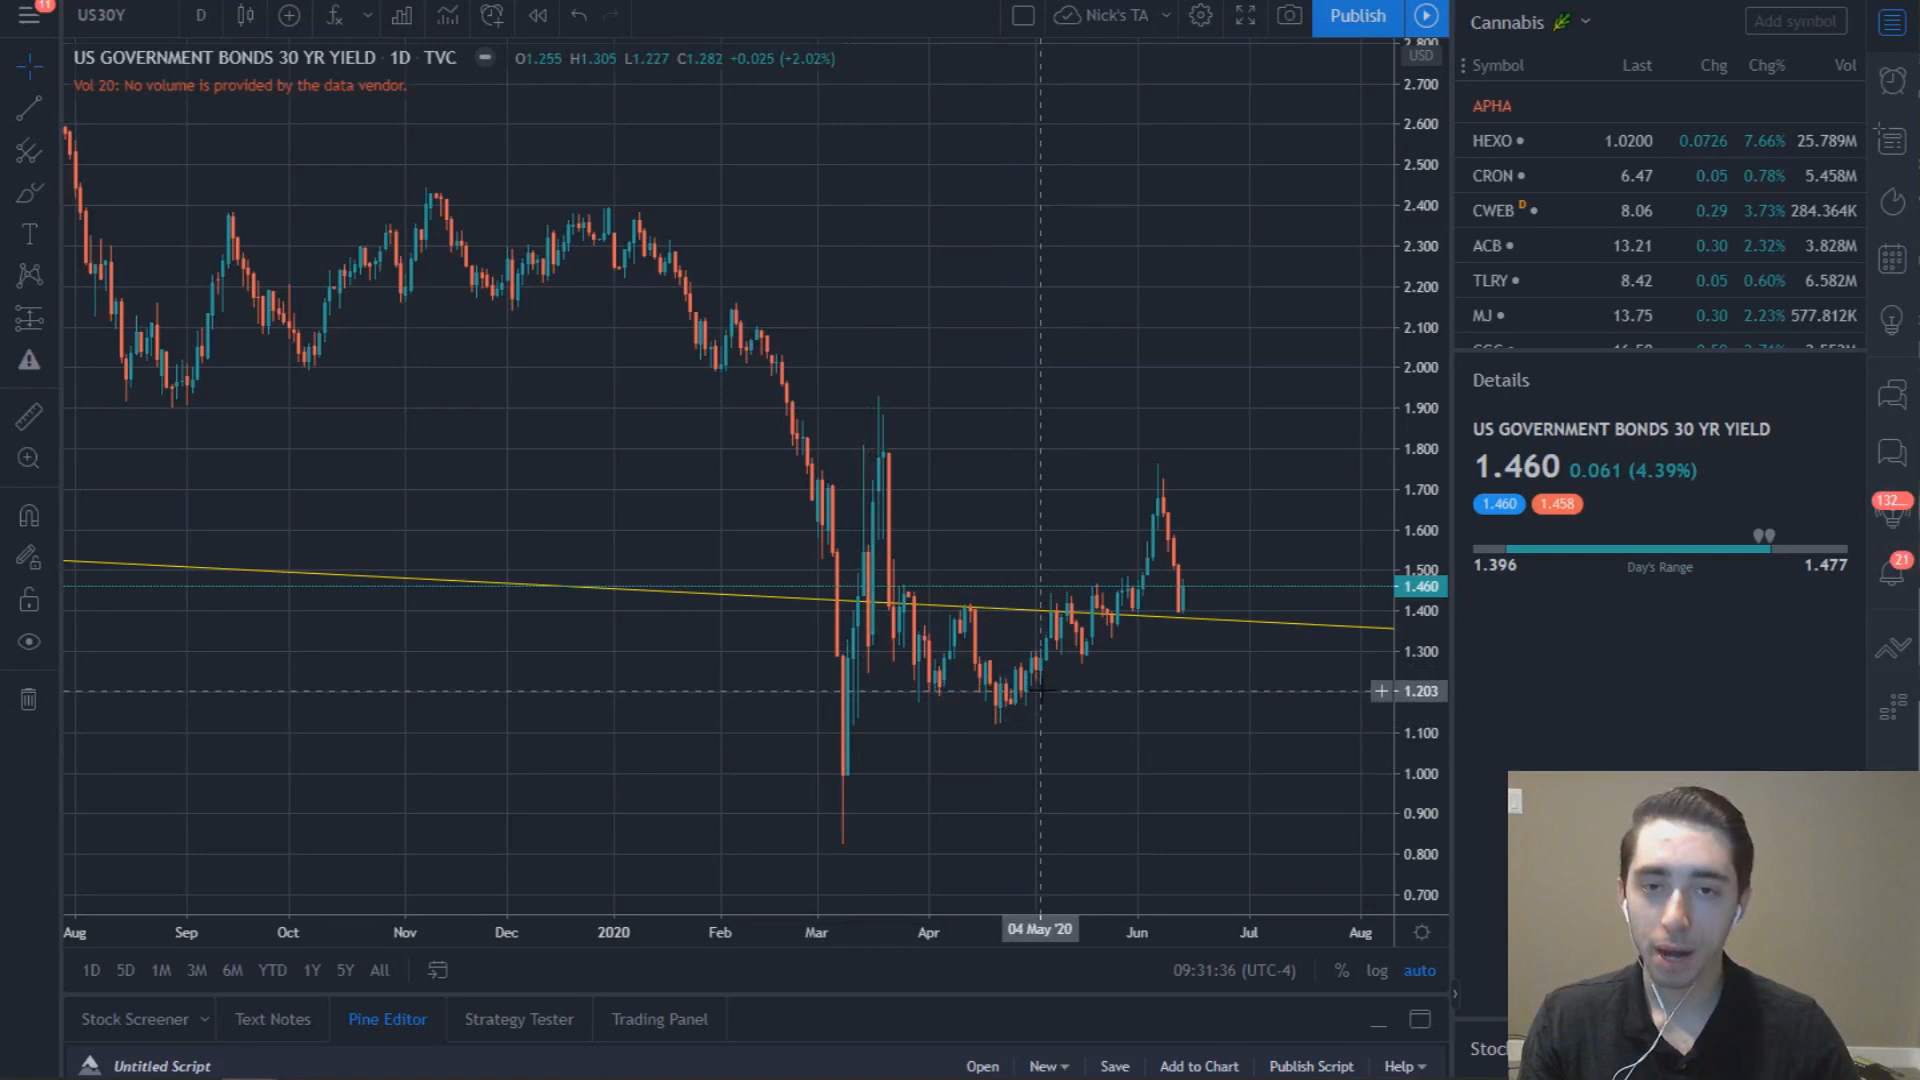 11
US30Y
D
Nick's TA
Publish
US GOVERNMENT BONDS 30 YR YIELD · 1D · TVC
O1.255 H1.305 L1.227 C1.282 +0.025 (+2.02%)
Vol 20: No volume is provided by the data vendor.
2.800
USD
2.700
2.600
2.500
2.400
2.300
2.200
2.100
2.000
1.900
1.800
1.700
1.600
1.500
1.460
1.400
1.300
1.203
1.100
1.000
0.900
0.800
0.700
Aug
Sep
Oct
Nov
Dec
2020
Feb
Mar
Apr
04 May '20
Jun
Jul
Aug
1D 5D 1M 3M 6M YTD 1Y 5Y All
09:31:36 (UTC-4)
% log auto
Stock Screener
Text Notes
Pine Editor
Strategy Tester
Trading Panel
Untitled Script
Open
New
Save
Add to Chart
Publish Script
Help
Cannabis
Add symbol
Symbol Last Chg Chg% Vol
APHA
HEXO 1.0200 0.0726 7.66% 25.789M
CRON 6.47 0.05 0.78% 5.458M
CWEB D 8.06 0.29 3.73% 284.364K
ACB 13.21 0.30 2.32% 3.828M
TLRY 8.42 0.05 0.60% 6.582M
MJ 13.75 0.30 2.23% 577.812K
Details
US GOVERNMENT BONDS 30 YR YIELD
1.460 0.061 (4.39%)
1.460 1.458
1.396 Day's Range 1.477
132...
21